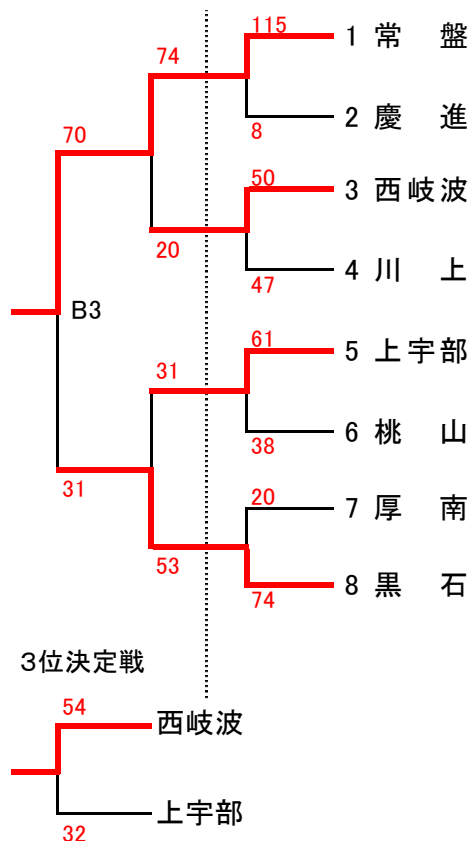 115
1 常 盤
74
8
2 慶 進
70
50
3 西岐波
20
47
4 川 上
B3
61
5 上宇部
31
38
6 桃 山
31
20
7 厚 南
53
74
8 黒 石
3位決定戦
54
西岐波
上宇部
32